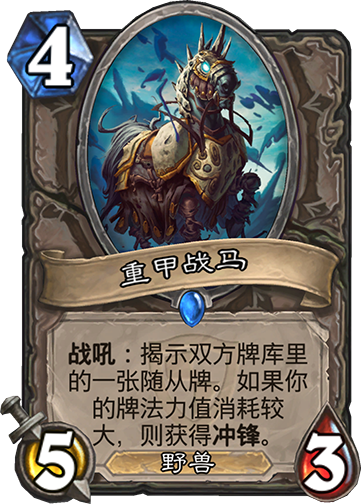 4
重甲战马
战吼：揭示双方牌库里
的一张随从牌。如果你
的牌法力值消耗较
大，则获得冲锋。
5
野兽
3